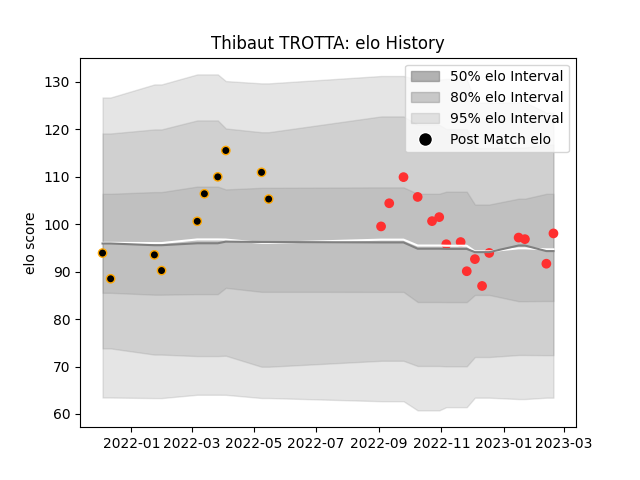 Thibaut TROTTA: elo History
50% elo Interval
80% elo Interval
95% elo Interval
Post Match elo
elo score
130
120
110
100
90
80
70
60
2022-01
2022-03
2022-05
2022-07
2022-09
2022-11
2023-01
2023-03